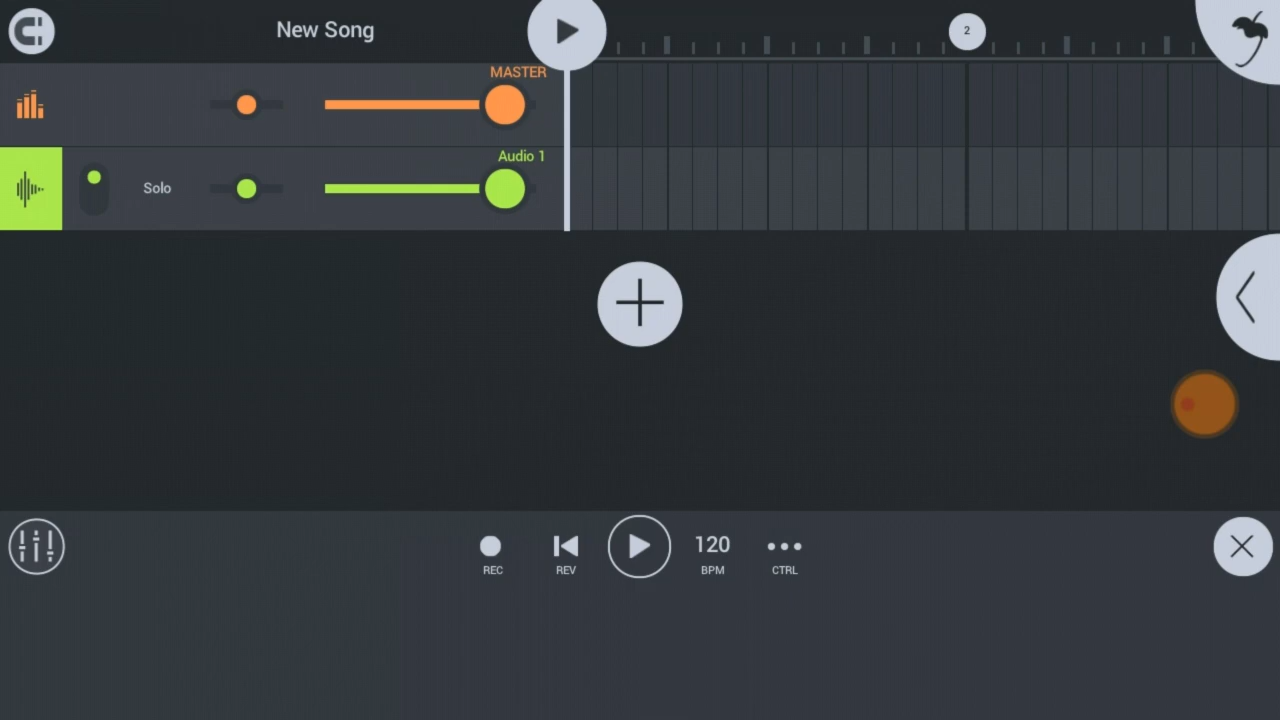 New Song
2
MASTER
Audio 1
Solo
120
REC
REV
BPM
CTRL